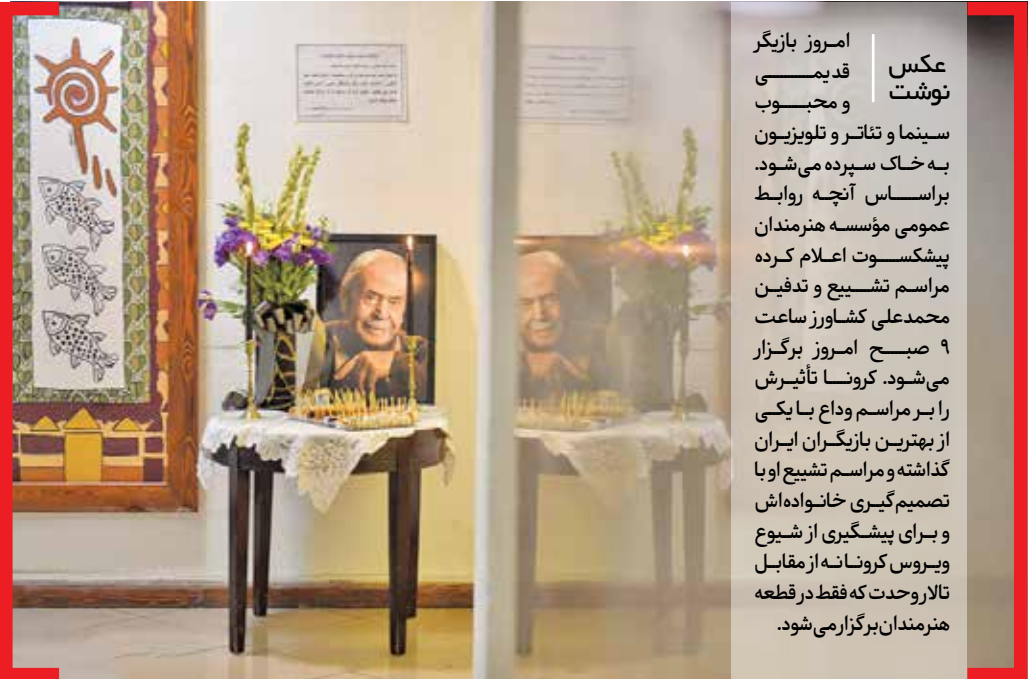 عکس
نوشت
امروز بازیگر
قدیمی
و محبوب
سینما و تئاتر و تلویزیون
به خاک سپرده می‌شود.
براساس آنچه روابط
عمومی مؤسسه هنرمندان
پیشکسوت اعلام کرده
مراسم تشییع و تدفین
محمدعلی کشاورز ساعت
۹ صبح امروز برگزار
می‌شود. کرونا تأثیرش
را بر مراسم وداع با یکی
از بهترین بازیگران ایران
گذاشته و مراسم تشییع او با
تصمیم‌گیری خانواده‌اش
و برای پیشگیری از شیوع
ویروس کرونا نه از مقابل
تالار وحدت که فقط در قطعه
هنرمندان برگزار می‌شود.